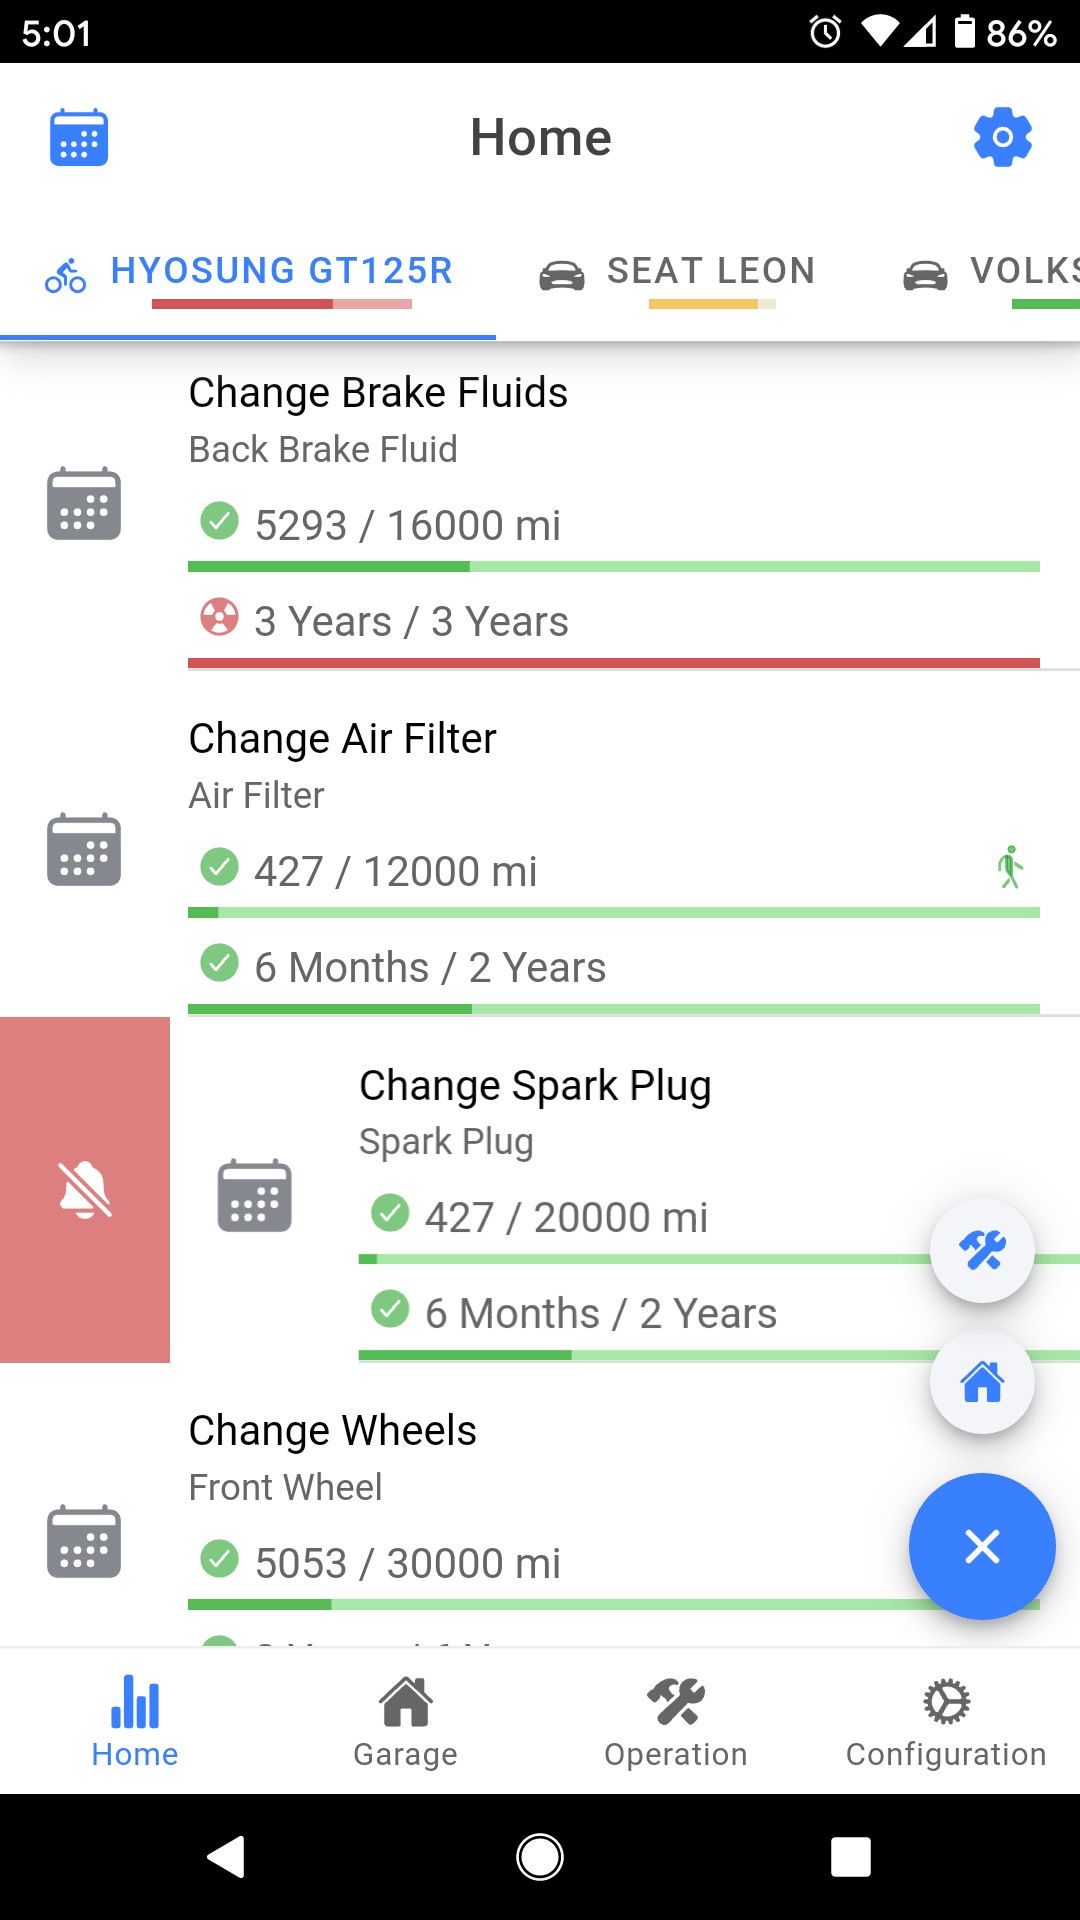 5:01
86%
Home
HYOSUNG GT125R
SEAT LEON
VOLKS
Change Brake Fluids
Back Brake Fluid
5293 / 16000 mi
3 Years / 3 Years
Change Air Filter
Air Filter
427 / 12000 mi
6 Months / 2 Years
Change Spark Plug
Spark Plug
427 / 20000 mi
6 Months / 2 Years
Change Wheels
Front Wheel
5053 / 30000 mi
Home
Garage
Operation
Configuration